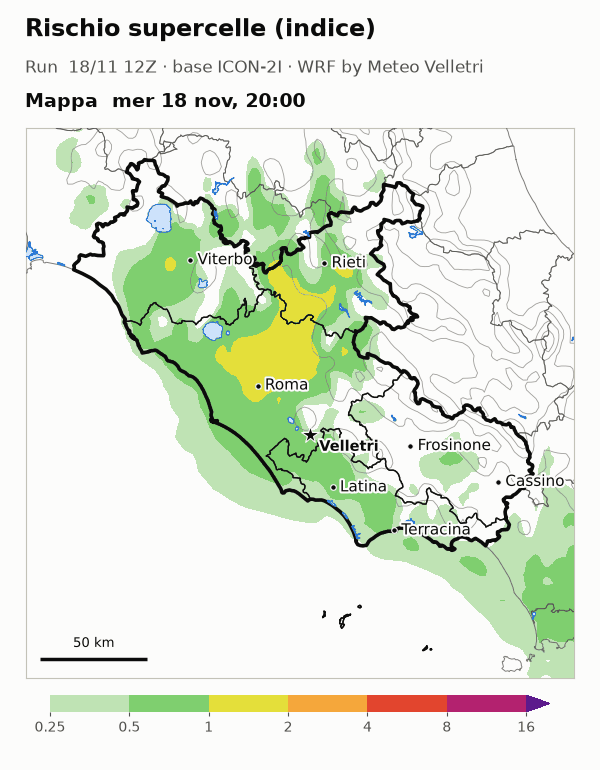 Rischio supercelle (indice)
Run 18/11 12Z · base ICON-2I · WRF by Meteo Velletri
Mappa mer 18 nov, 20:00
Viterbo
Rieti
Roma
Velletri
Frosinone
Cassino
Latina
Terracina
50 km
0.25 0.5 1 2 4 8 16